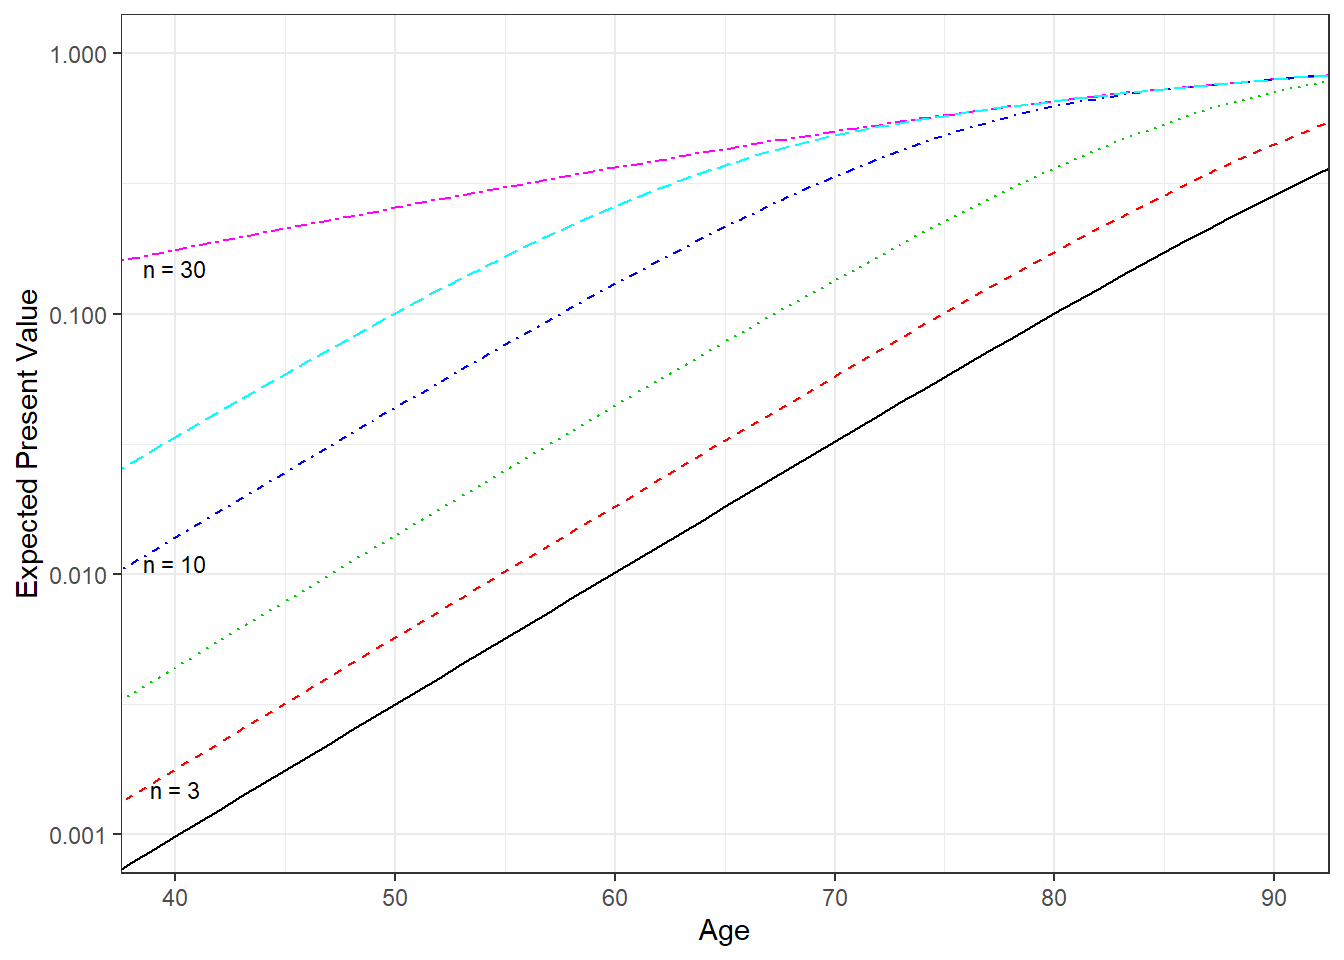 Expected Present Value
1.000
0.100
0.010
0.001
n = 30
n = 10
n = 3
40 50 60 70 80 90
Age